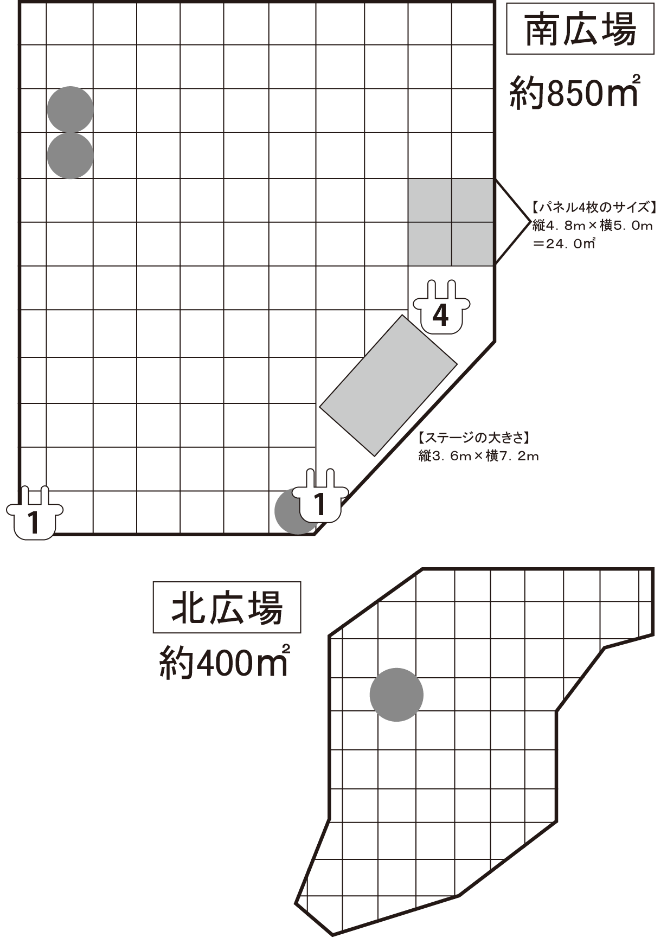 南広場
約850㎡
【パネル4枚のサイズ】
縦4.8m×横5.0m
=24.0㎡
4
【ステージの大きさ】
縦3.6m×横7.2m
1
1
北広場
約400㎡